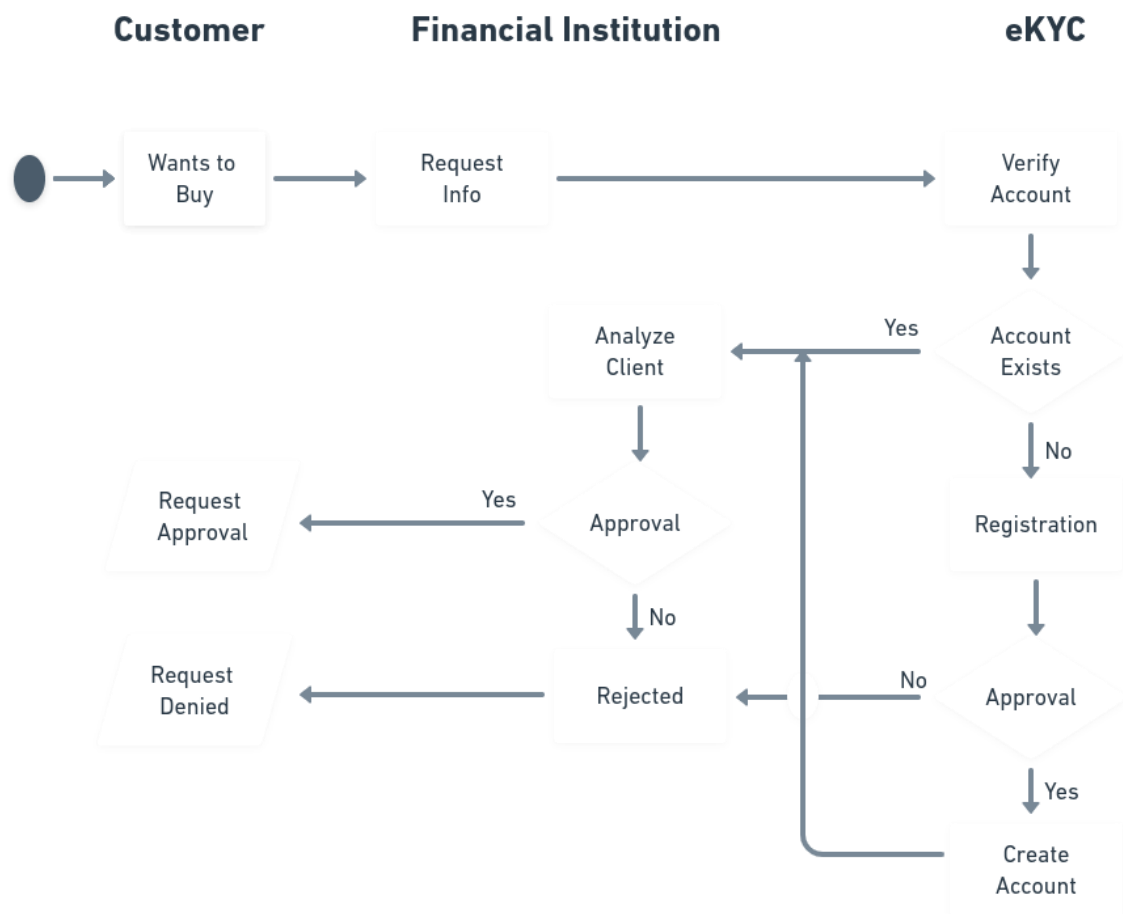 Customer
Financial Institution
eKYC
Wants to
Buy
Request
Info
Verify
Account
Analyze
Client
Yes
Account
Exists
No
Request
Approval
Yes
Approval
Registration
No
Request
Denied
Rejected
No
Approval
Yes
Create
Account